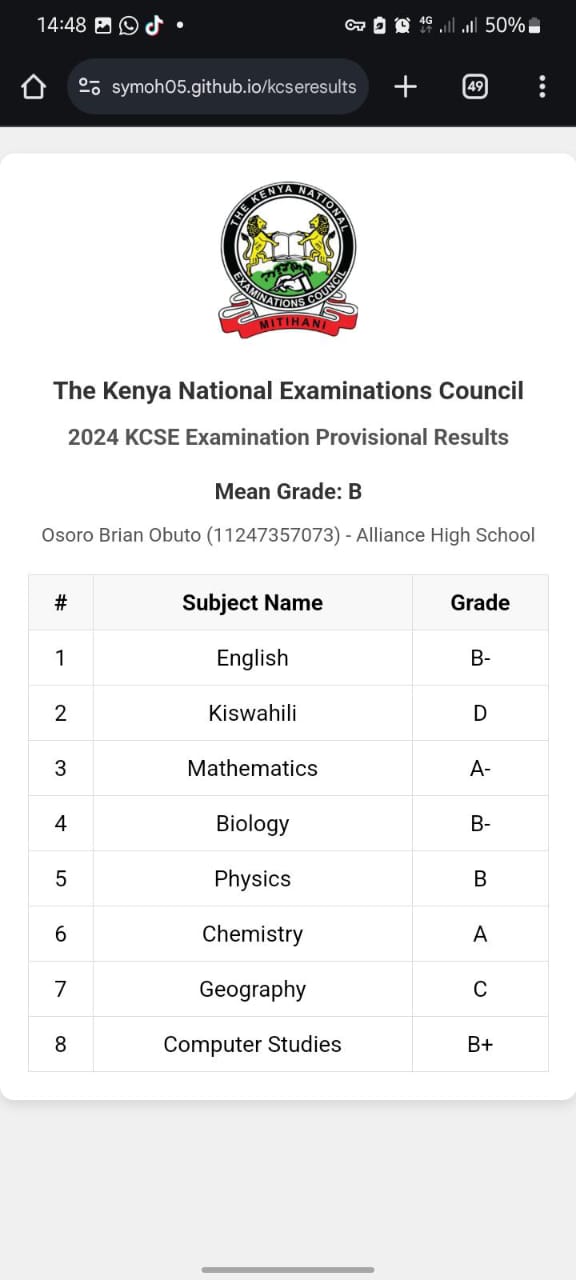 14:48 4G 50%
symoh05.github.io/kcseresults 49
THE KENYA NATIONAL
EXAMINATIONS COUNCIL
MITIHANI
The Kenya National Examinations Council
2024 KCSE Examination Provisional Results
Mean Grade: B
Osoro Brian Obuto (11247357073) - Alliance High School
# Subject Name Grade
1 English B-
2 Kiswahili D
3 Mathematics A-
4 Biology B-
5 Physics B
6 Chemistry A
7 Geography C
8 Computer Studies B+